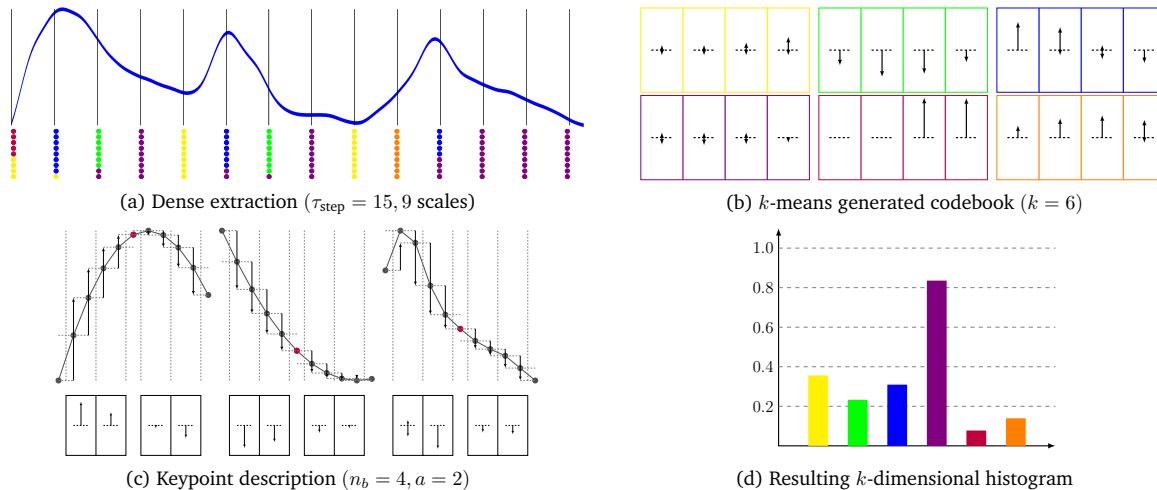 (a) Dense extraction (τstep = 15, 9 scales)
(b) k-means generated codebook (k = 6)
1.0
0.8
0.6
0.4
0.2
(c) Keypoint description (nb = 4, a = 2)
(d) Resulting k-dimensional histogram